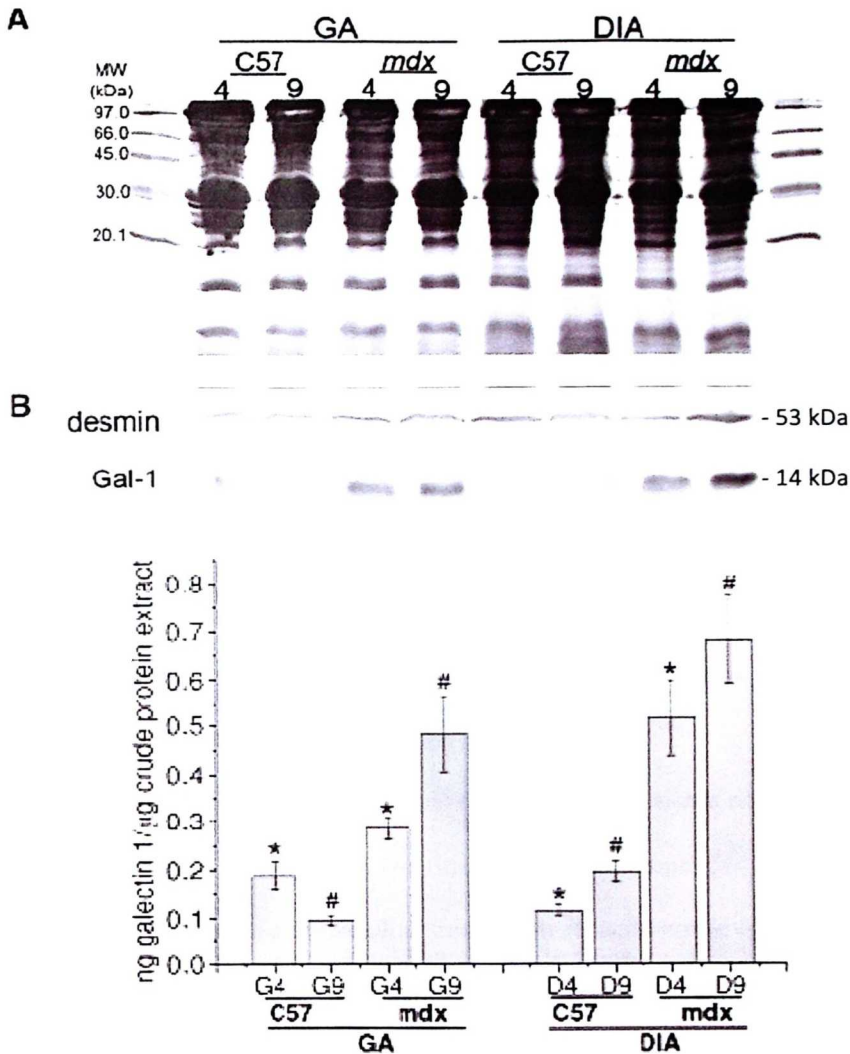 A
GA DIA
C57 mdx C57 mdx
MW
(kDa)
4 9 4 9 4 9 4 9
97.0
66.0
45.0
30.0
20.1
B
desmin - 53 kDa
Gal-1 - 14 kDa
ng galectin 1/µg crude protein extract
0.8
0.7
0.6
0.5
0.4
0.3
0.2
0.1
0.0
* # * # * # * #
G4 G9 G4 G9 D4 D9 D4 D9
C57 mdx C57 mdx
GA DIA